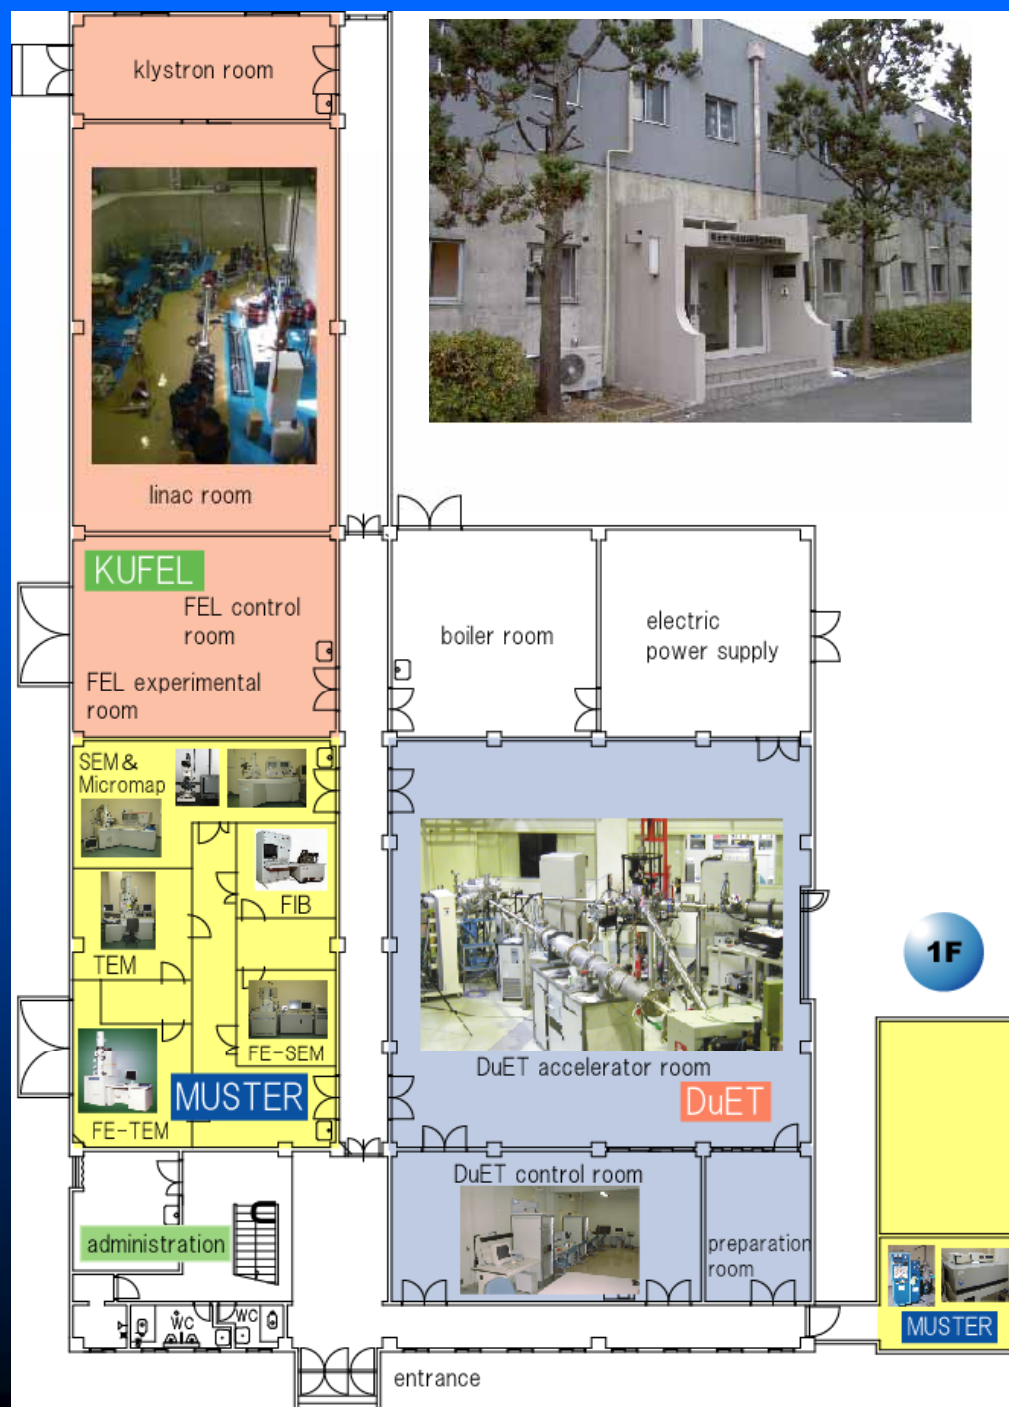 klystron room
linac room
KUFEL
FEL control
room
FEL experimental
room
boiler room
electric
power supply
SEM &
Micromap
FIB
TEM
FE-SEM
MUSTER
FE-TEM
DuET accelerator room
DuET
1F
DuET control room
administration
preparation
room
WC
WC
MUSTER
entrance